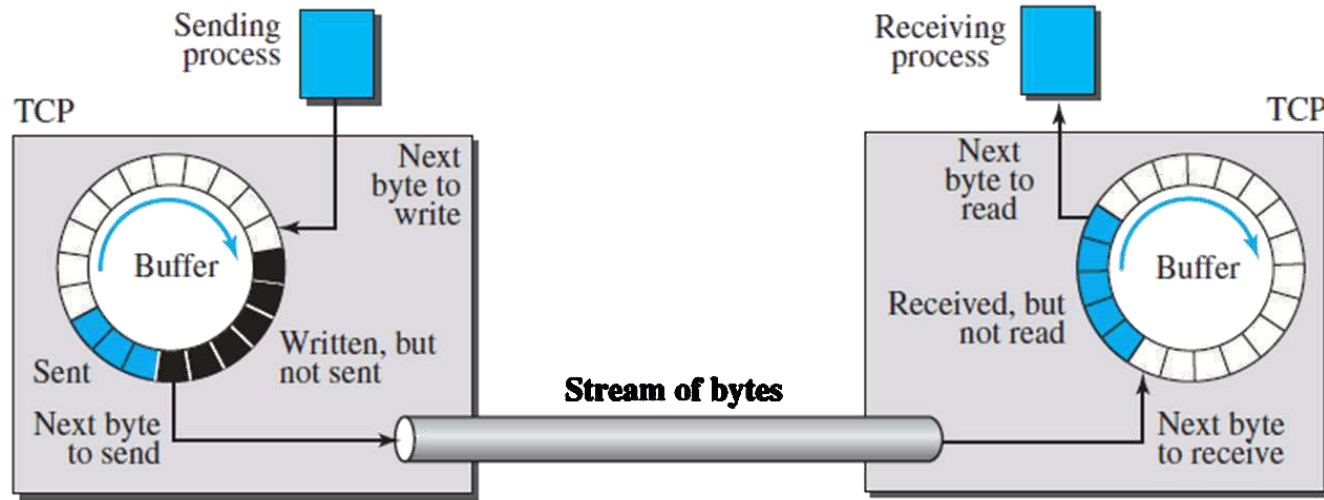 Sending
process
Receiving
process
TCP
TCP
Next
byte to
write
Buffer
Written, but
not sent
Sent
Next byte
to send
Stream of bytes
Next
byte to
read
Buffer
Received, but
not read
Next byte
to receive